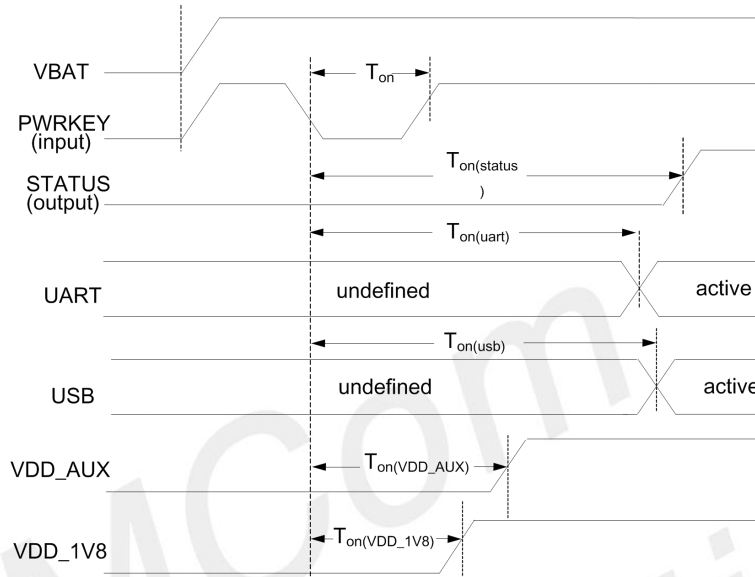 VBAT
Ton
PWRKEY
(input)
STATUS
(output)
Ton(status
)
Ton(uart)
UART
undefined
active
Ton(usb)
USB
undefined
active
VDD_AUX
Ton(VDD_AUX)
VDD_1V8
Ton(VDD_1V8)
MCom